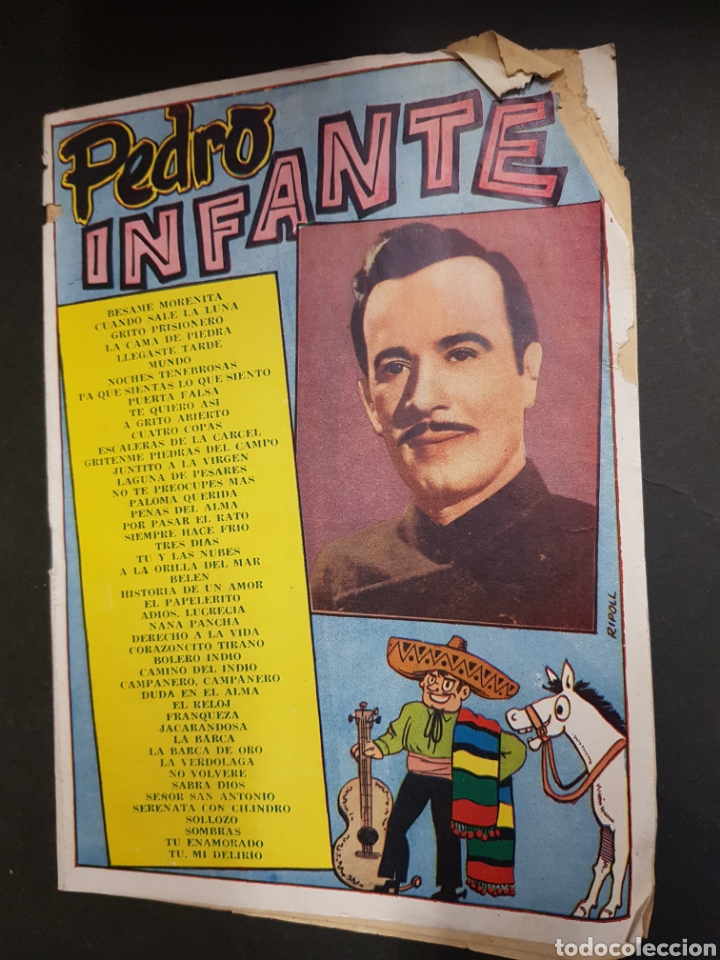 Pedro
INFANTE
BESAME MORENITA
CUANDO SALE LA LUNA
GRITO PRISIONERO
LA CAMA DE PIEDRA
LLEGASTE TARDE
MUNDO
NOCHES TENEBROSAS
PA QUE SIENTAS LO QUE SIENTO
PUERTA FALSA
TE QUIERO ASI
A GRITO ABIERTO
CUATRO COPAS
ESCALERAS DE LA CARCEL
GRITENME PIEDRAS DEL CAMPO
JUNTITO A LA VIRGEN
LAGUNA DE PESARES
NO TE PREOCUPES MAS
PALOMA QUERIDA
PENAS DEL ALMA
POR PASAR EL RATO
SIEMPRE HACE FRIO
TRES DIAS
TU Y LAS NUBES
A LA ORILLA DEL MAR
BELEN
HISTORIA DE UN AMOR
EL PAPELERITO
ADIOS, LUCRECIA
NANA PANCHA
DERECHO A LA VIDA
CORAZONCITO TIRANO
BOLERO INDIO
CAMINO DEL INDIO
CAMPANERO, CAMPANERO
DUDA EN EL ALMA
EL RELOJ
FRANQUEZA
JACARANDOSA
LA BARCA
LA BARCA DE ORO
LA VERDOLAGA
NO VOLVERE
SABRA DIOS
SEÑOR SAN ANTONIO
SERENATA CON CILINDRO
SOLLOZO
SOMBRAS
TU ENAMORADO
TU, MI DELIRIO
RIPOLL
todocoleccion